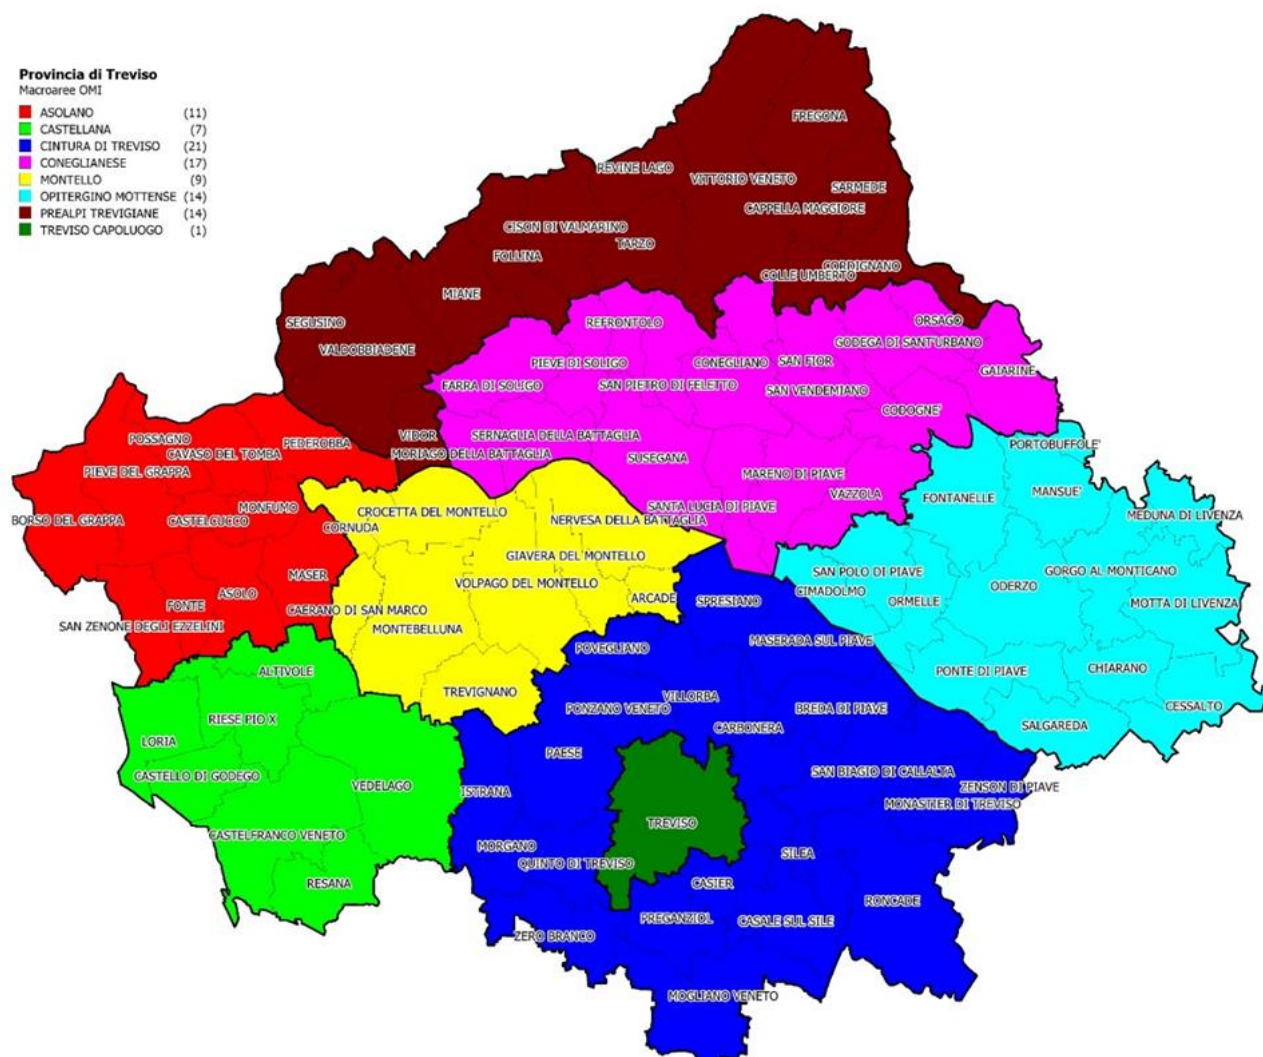 Provincia di Treviso
Macroaree OMI
ASOLANO (11)
CASTELLANA (7)
CINTURA DI TREVISO (21)
CONEGLIANESE (17)
MONTELLO (9)
OPITERGINO MOTTENSE (14)
PREALPI TREVIGIANE (14)
TREVISO CAPOLUOGO (1)
FREGONA
REVINE LAGO
VITTORIO VENETO
SARMEDE
CAPPELLA MAGGIORE
CISON DI VALMARINO
TARZO
FOLLINA
CORDIGNANO
COLLE UMBERTO
MIANE
SEGUSINO
VALDOBBIADENE
REFRONTOLO
ORSAGO
GODEGA DI SANT'URBANO
PIEVE DI SOLIGO
CONEGLIANO
SAN FIOR
GAIARINE
FARRA DI SOLIGO
SAN PIETRO DI FELETTO
SAN VENDEMIANO
CODOGNE'
VIDOR
SERNAGLIA DELLA BATTAGLIA
MORIAGO DELLA BATTAGLIA
SUSEGANA
MARENO DI PIAVE
VAZZOLA
SANTA LUCIA DI PIAVE
PORTOBUFFOLE'
POSSAGNO
CAVASO DEL TOMBA
PEDEROBBA
PIEVE DEL GRAPPA
MONFUMO
BORSO DEL GRAPPA
CASTELCUCCO
CORNUDA
CROCETTA DEL MONTELLO
NERVESA DELLA BATTAGLIA
FONTANELLE
MANSUE'
MEDUNA DI LIVENZA
GIAVERA DEL MONTELLO
MASER
VOLPAGO DEL MONTELLO
ASOLO
FONTE
CAERANO DI SAN MARCO
ARCADE
SPRESIANO
SAN ZENONE DEGLI EZZELINI
MONTEBELLUNA
SAN POLO DI PIAVE
CIMADOLMO
ORMELLE
ODERZO
GORGO AL MONTICANO
MOTTA DI LIVENZA
MASERADA SUL PIAVE
POVEGLIANO
PONTE DI PIAVE
CHIARANO
ALTIVOLE
TREVIGNANO
VILLORBA
PONZANO VENETO
BREDA DI PIAVE
CESSALTO
RIESE PIO X
CARBONERA
SALGAREDA
LORIA
PAESE
CASTELLO DI GODEGO
VEDELAGO
ISTRANA
SAN BIAGIO DI CALLALTA
ZENSON DI PIAVE
MONASTIER DI TREVISO
TREVISO
CASTELFRANCO VENETO
MORGANO
QUINTO DI TREVISO
SILEA
RESANA
CASIER
RONCADE
PREGANZIOL
CASALE SUL SILE
ZERO BRANCO
MOGLIANO VENETO